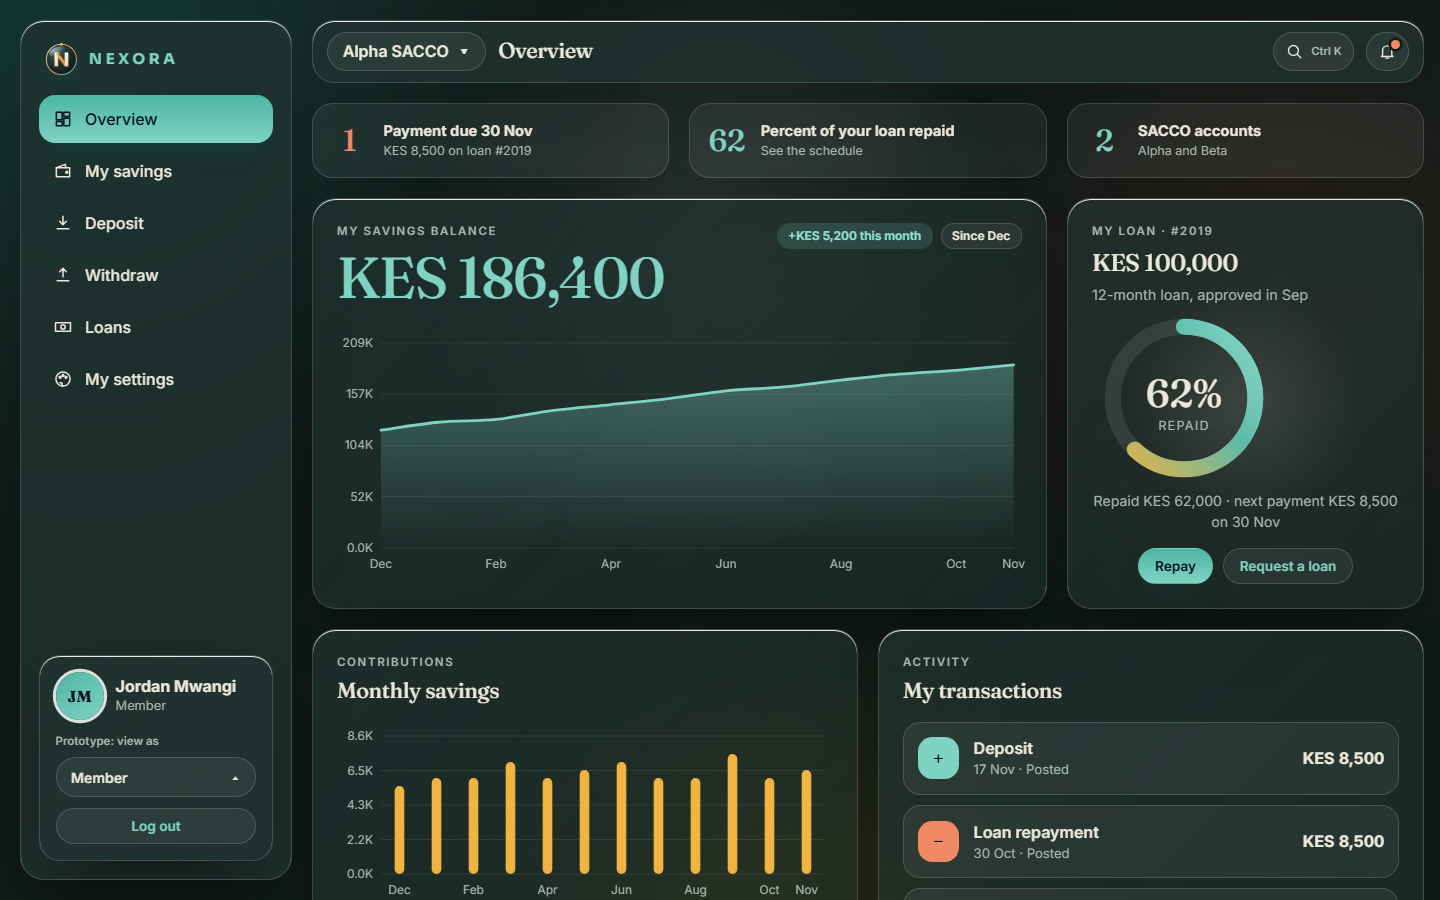 N NEXORA
Overview
My savings
Deposit
Withdraw
Loans
My settings
JM
Jordan Mwangi
Member
Prototype: view as
Member
Log out
Alpha SACCO
Overview
Ctrl K
1
Payment due 30 Nov
KES 8,500 on loan #2019
62
Percent of your loan repaid
See the schedule
2
SACCO accounts
Alpha and Beta
MY SAVINGS BALANCE
+KES 5,200 this month
Since Dec
KES 186,400
209K
157K
104K
52K
0.0K
Dec Feb Apr Jun Aug Oct Nov
MY LOAN · #2019
KES 100,000
12-month loan, approved in Sep
62%
REPAID
Repaid KES 62,000 · next payment KES 8,500
on 30 Nov
Repay
Request a loan
CONTRIBUTIONS
Monthly savings
8.6K
6.5K
4.3K
2.2K
0.0K
Dec Feb Apr Jun Aug Oct Nov
ACTIVITY
My transactions
+
Deposit
17 Nov · Posted
KES 8,500
−
Loan repayment
30 Oct · Posted
KES 8,500